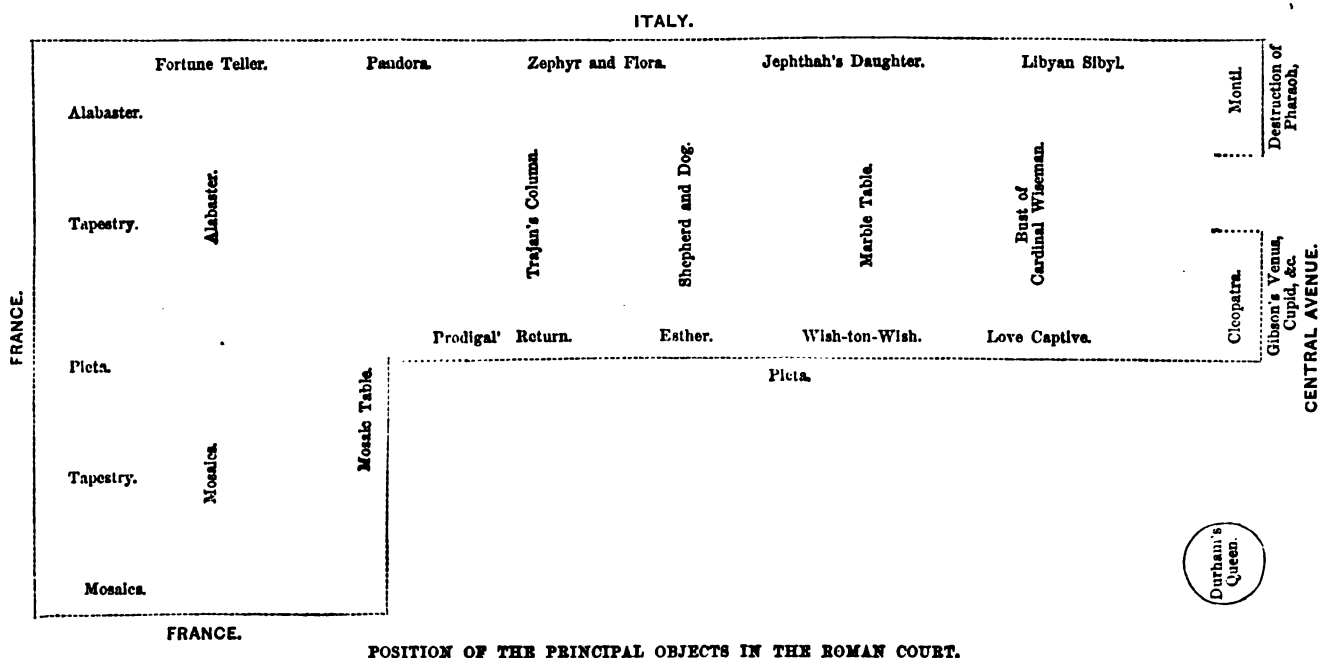 ITALY.
Fortune Teller. Pandora. Zephyr and Flora. Jephthah's Daughter. Libyan Sibyl.
Monti.
Destruction of
Pharaoh,
Alabaster.
Alabaster.
Trajan's Column.
Shepherd and Dog.
Marble Table.
Bust of
Cardinal Wiseman.
Tapestry.
Cleopatra.
Gibson's Venus,
Cupid, &c.
CENTRAL AVENUE.
FRANCE.
Prodigal' Return. Esther. Wish-ton-Wish. Love Captive.
Pieta.
Pieta.
Mosaic Table.
Mosaics.
Tapestry.
Durham's
Queen.
Mosaics.
FRANCE.
POSITION OF THE PRINCIPAL OBJECTS IN THE ROMAN COURT.